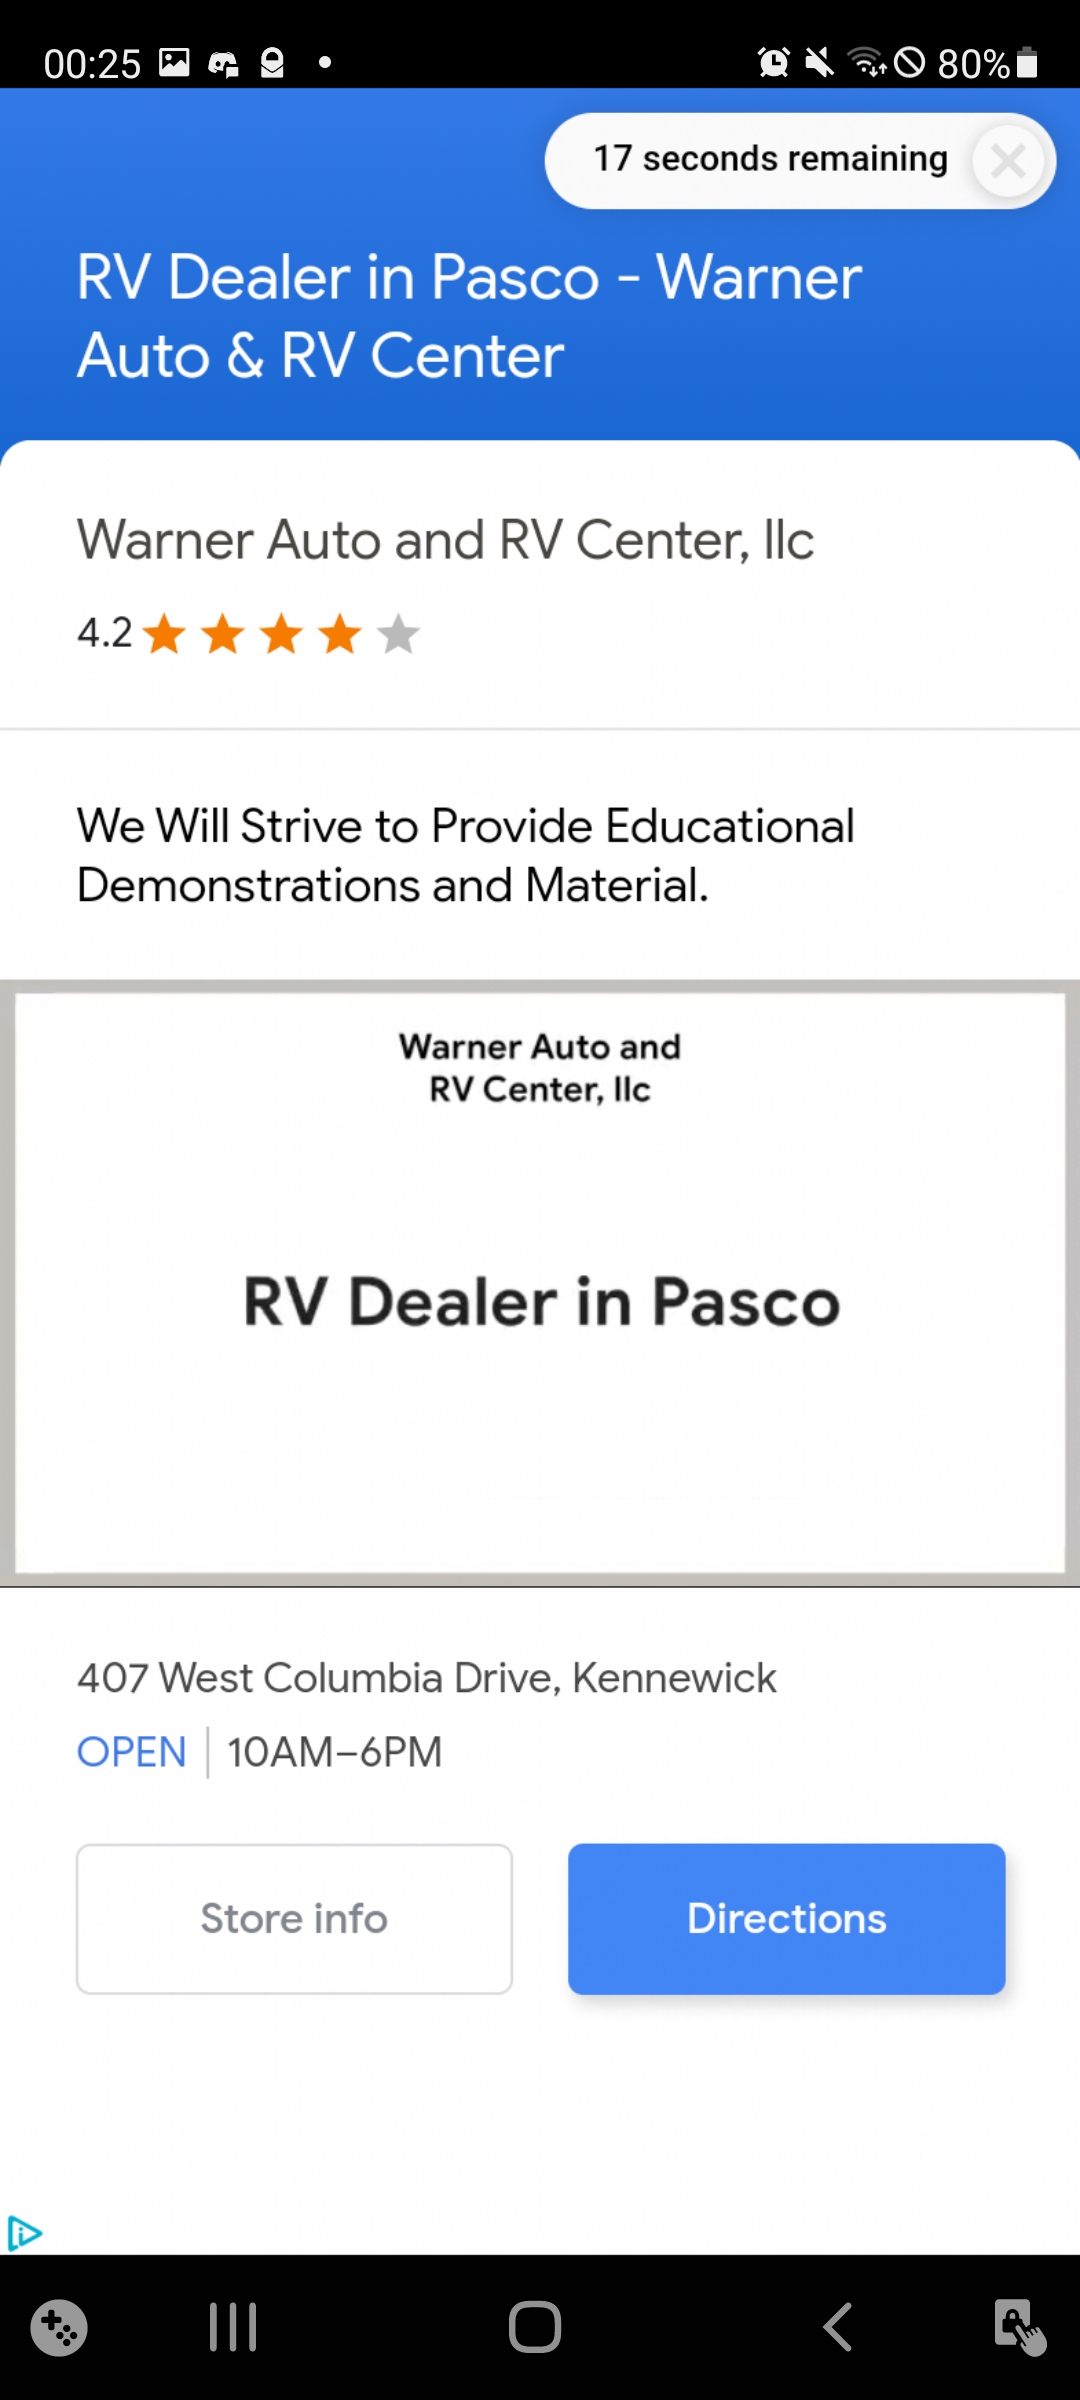 00:25
80%
17 seconds remaining
RV Dealer in Pasco - Warner
Auto & RV Center
Warner Auto and RV Center, llc
4.2
We Will Strive to Provide Educational
Demonstrations and Material.
Warner Auto and
RV Center, llc
RV Dealer in Pasco
407 West Columbia Drive, Kennewick
OPEN | 10AM–6PM
Store info
Directions